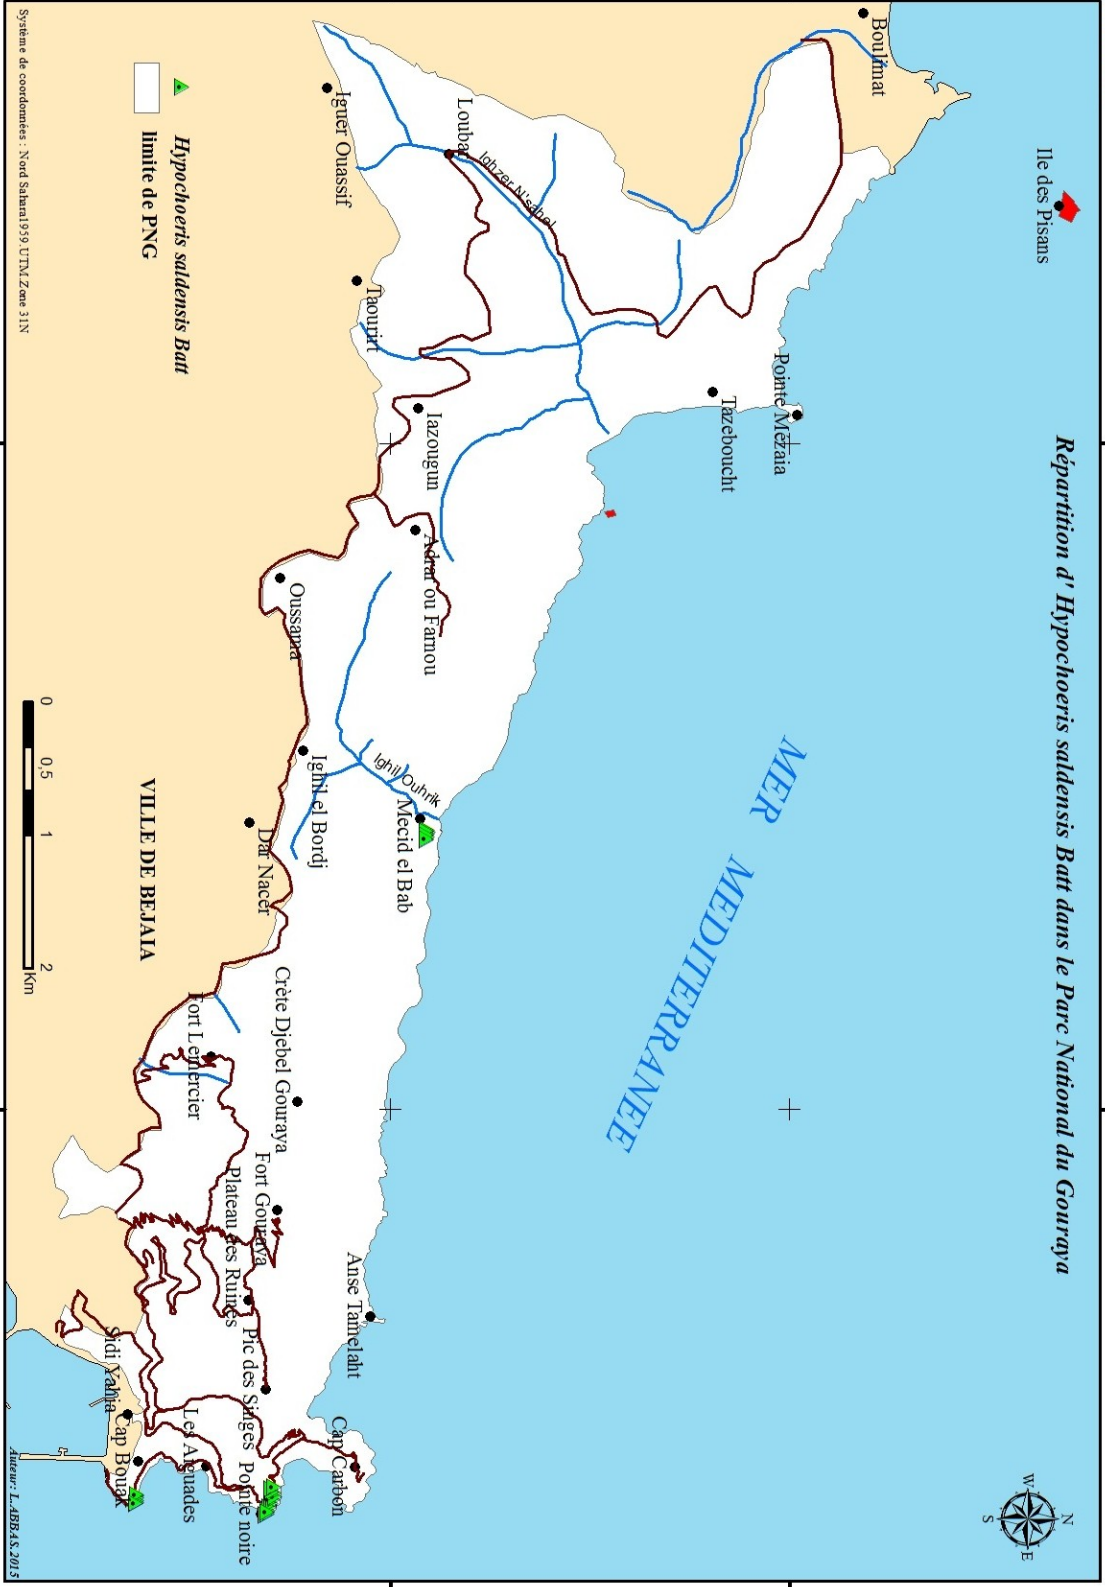 Répartition d' Hypochoeris saldensis Batt dans le Parc National du Gouraya
N
W
E
S
Ile des Pisans
Boulimat
Pointe Mézaia
Tazeboucht
MER MEDITERRANEE
Loubar
Ighzer N'sahel
Iguer Ouassif
Taourirt
Iazougun
Adrar ou Farnou
Oussama
Ighil Ouhrik
Mecid el Bab
Ighil el Bordj
Dar Nacer
Crète Djebel Gouraya
Fort Lemercier
Fort Gouraya
Plateau des Ruines
Anse Tamelaht
Pic des Singes
Cap Carbon
Pointe noire
Les Aiguades
Sidi Yahia
Cap Bouak
VILLE DE BEJAIA
Hypochoeris saldensis Batt
limite de PNG
0 0,5 1 2
Km
Système de coordonnées : Nord Sahara1959.UTM.Zone 31N
Auteur: L.ABBAS.2015